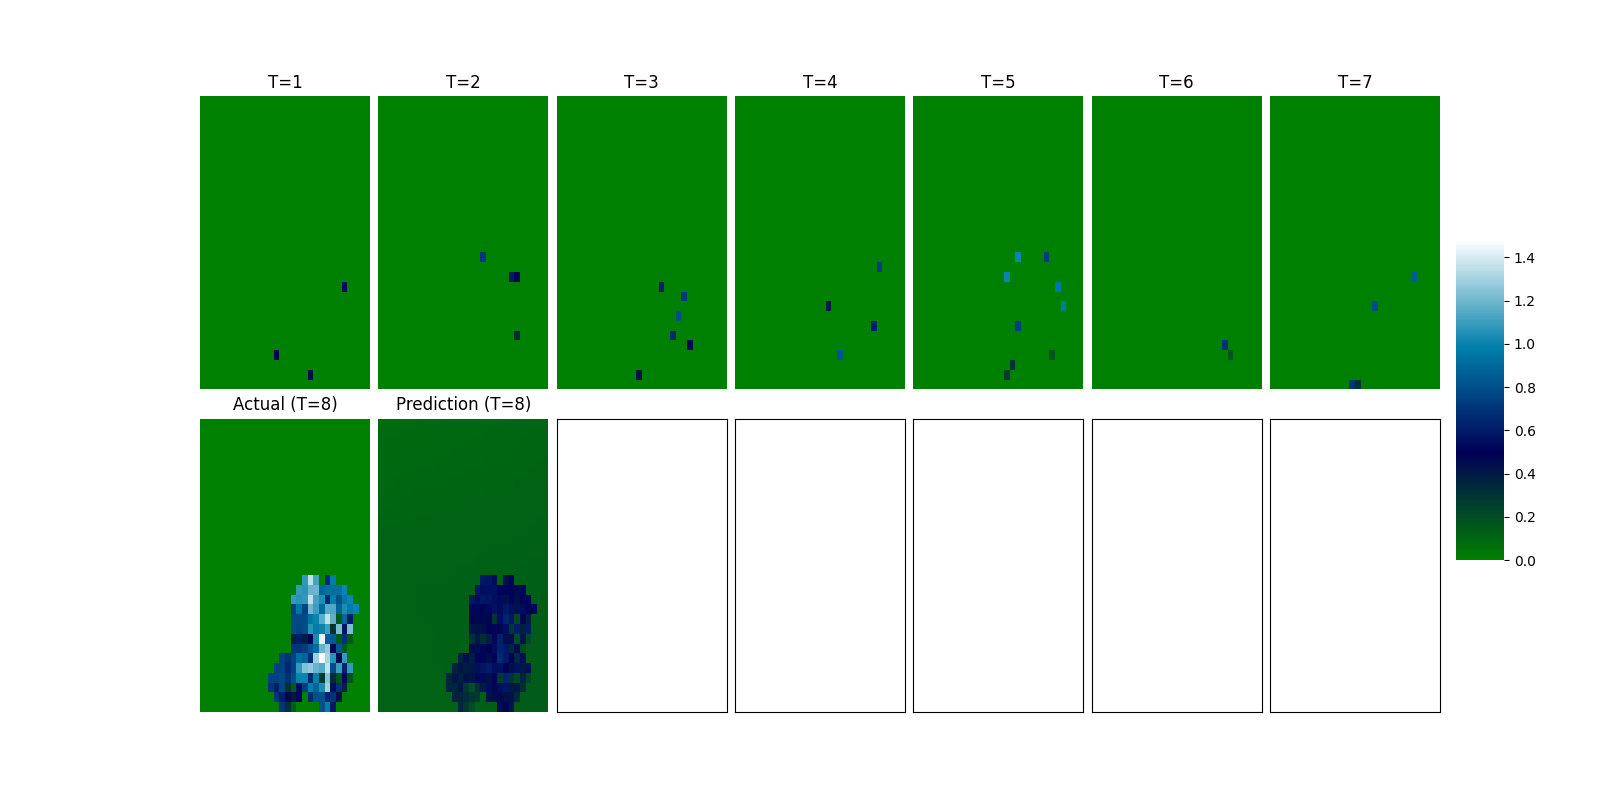 T=1
T=2
T=3
T=4
T=5
T=6
T=7
1.4
1.2
1.0
0.8
0.6
0.4
0.2
0.0
Actual (T=8)
Prediction (T=8)